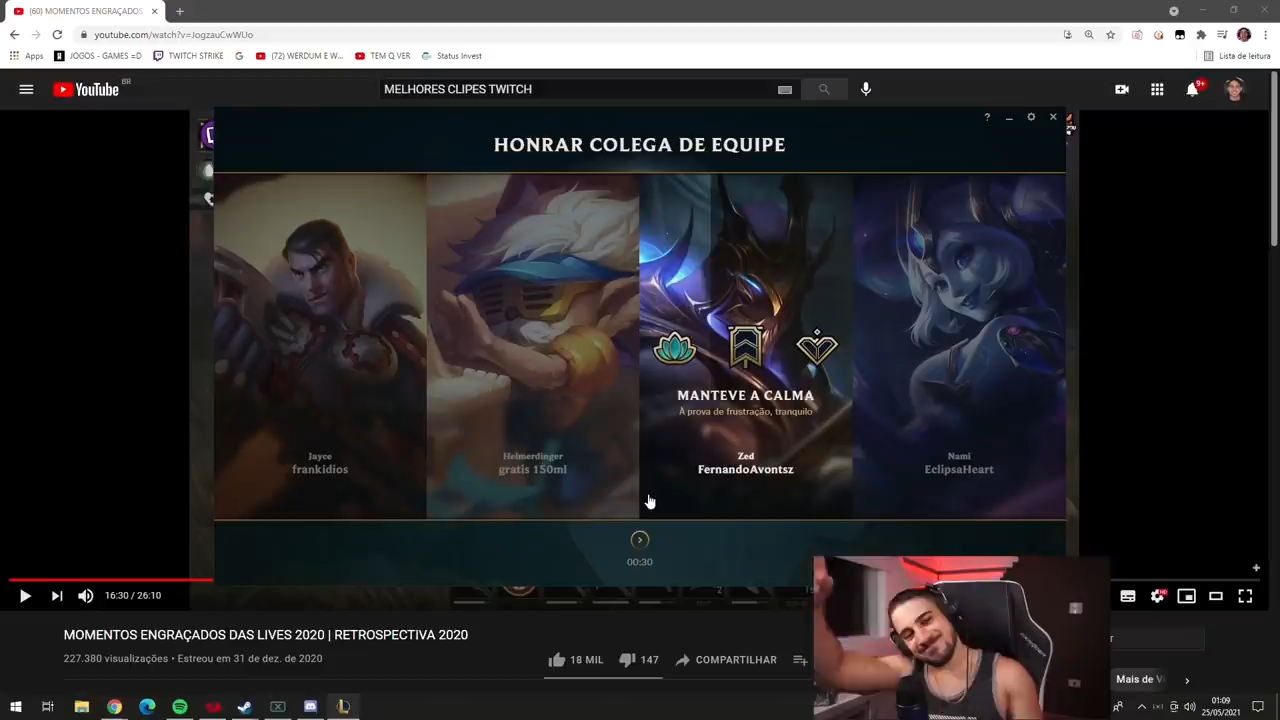 (60) MOMENTOS ENGRAÇADOS
youtube.com/watch?v=JogzauCwWUo
Apps
JOGOS - GAMES =D
TWITCH STRIKE
(72) WERDUM E W...
TEM Q VER
Status Invest
Lista de leitura
YouTube BR
MELHORES CLIPES TWITCH
9+
HONRAR COLEGA DE EQUIPE
MANTEVE A CALMA
À prova de frustração, tranquilo
Jayce
frankidios
Heimerdinger
gratis 150ml
Zed
FernandoAvontsz
Nami
EclipsaHeart
00:30
16:30 / 26:10
HD
MOMENTOS ENGRAÇADOS DAS LIVES 2020 | RETROSPECTIVA 2020
227.380 visualizações • Estreou em 31 de dez. de 2020
18 MIL
147
COMPARTILHAR
Mais de Vi
01:09
25/05/2021